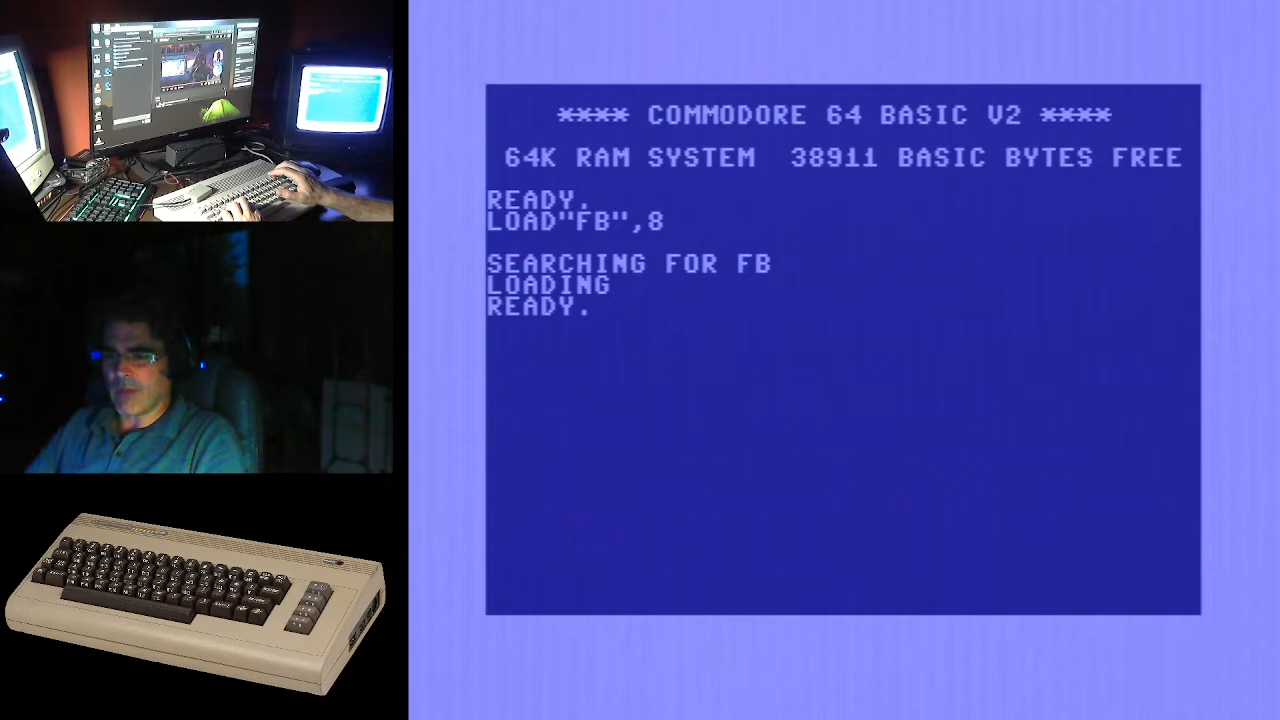 **** COMMODORE 64 BASIC V2 ****
64K RAM SYSTEM  38911 BASIC BYTES FREE
READY.
LOAD"FB",8
SEARCHING FOR FB
LOADING
READY.